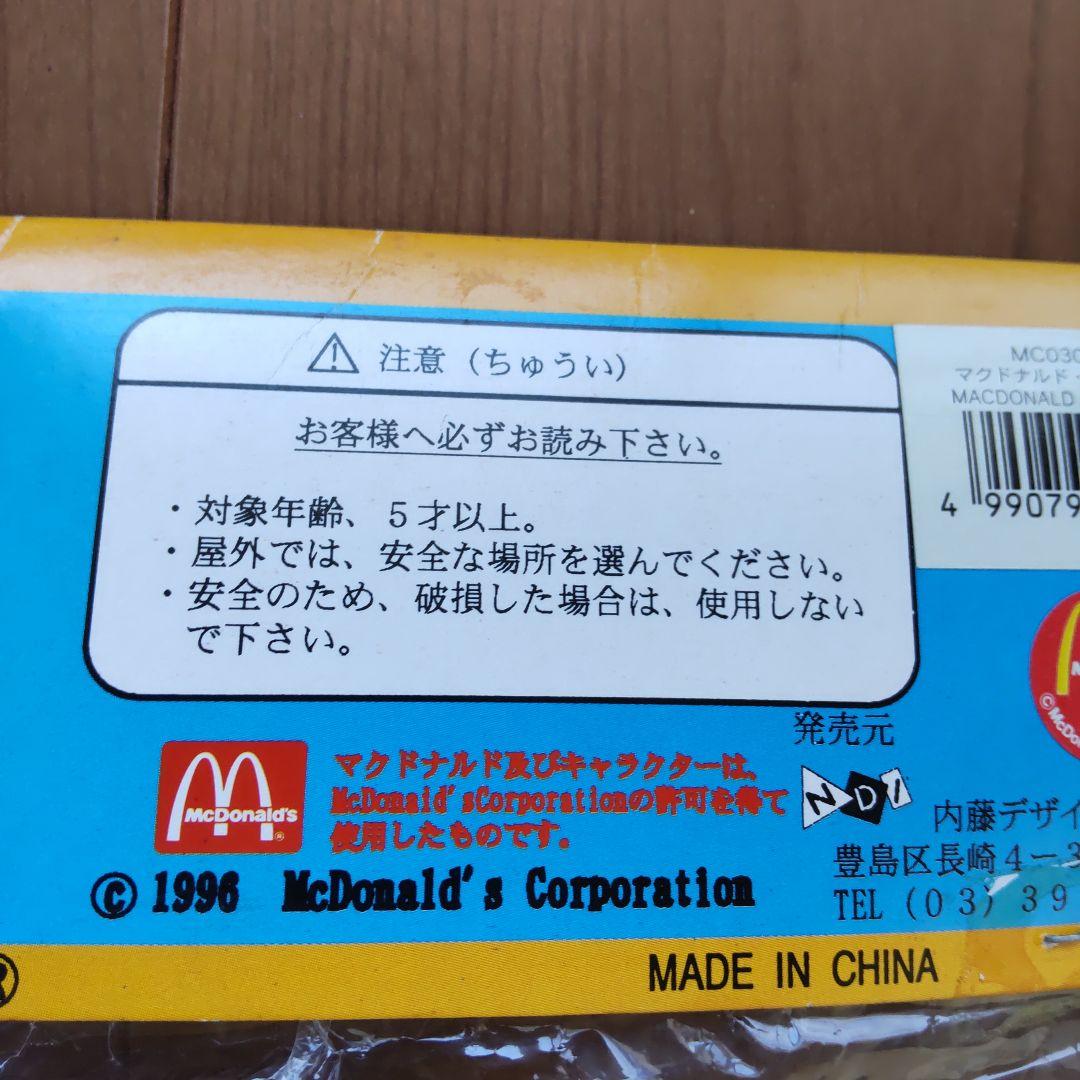 ⚠ 注意（ちゅうい）
お客様へ必ずお読み下さい。
・対象年齢、５才以上。
・屋外では、安全な場所を選んでください。
・安全のため、破損した場合は、使用しない
で下さい。
MC030
マクドナルド
MACDONALD
4 99079
発売元
NDI
内藤デザイ
豊島区長崎４－３
TEL（０３）３９
McDonald's®
マクドナルド及びキャラクターは、
McDonald'sCorporationの許可を得て
使用したものです。
© 1996 McDonald's Corporation
©McDo
MADE IN CHINA
®